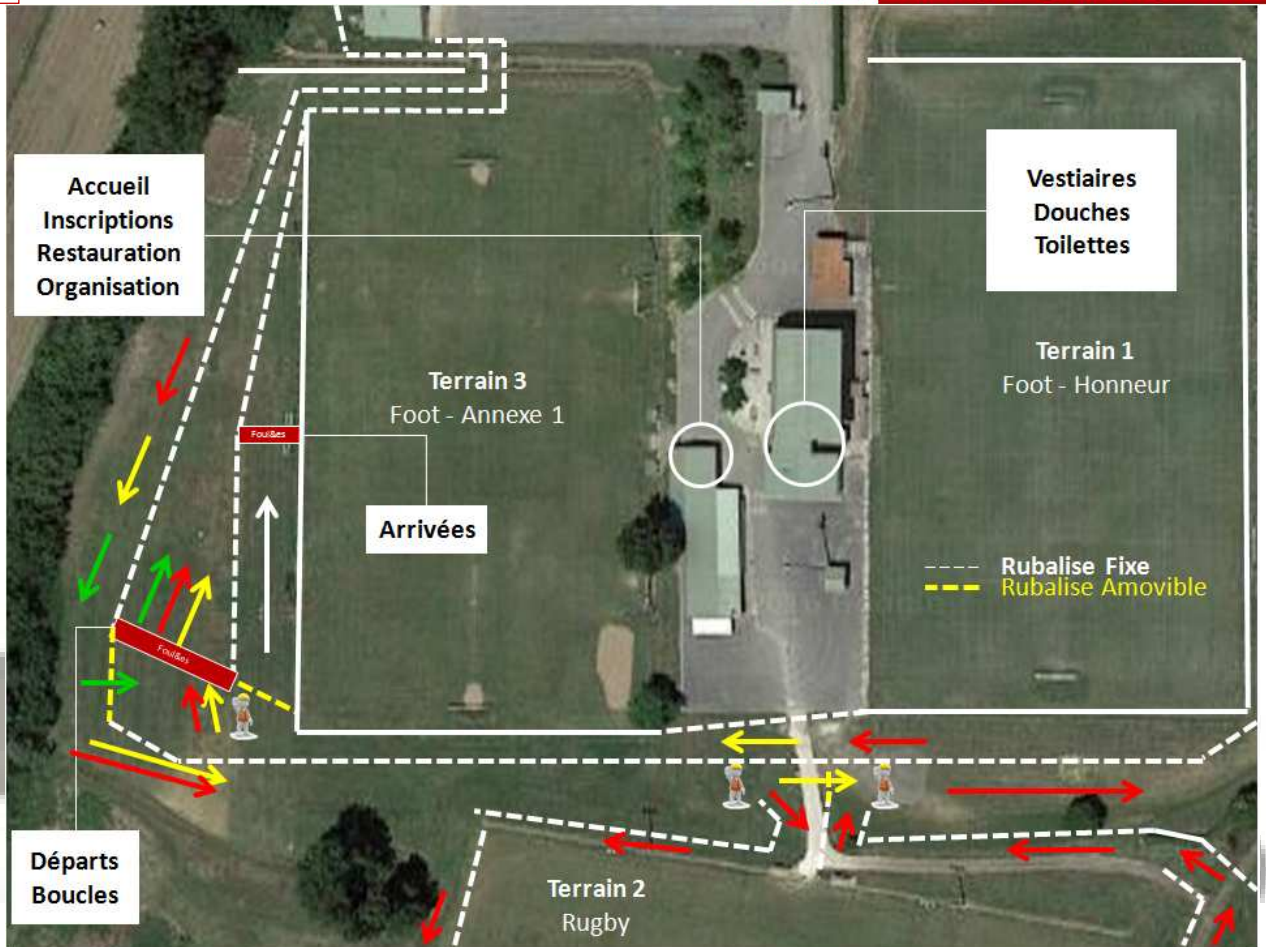 Accueil
Inscriptions
Restauration
Organisation
Vestiaires
Douches
Toilettes
Terrain 1
Foot - Honneur
Terrain 3
Foot - Annexe 1
Foul&es
Arrivées
Rubalise Fixe
Rubalise Amovible
Foul&es
Départs
Boucles
Terrain 2
Rugby